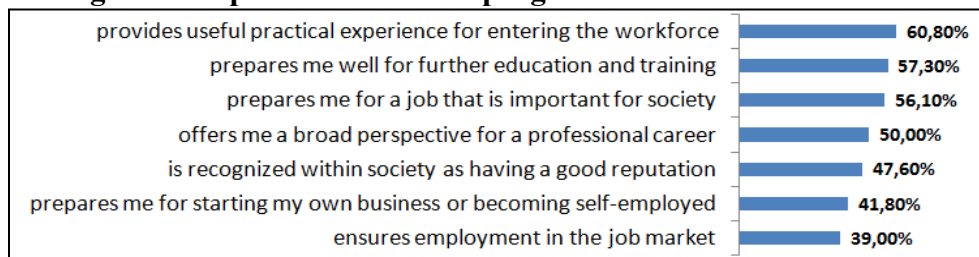 provides useful practical experience for entering the workforce 60,80%
prepares me well for further education and training 57,30%
prepares me for a job that is important for society 56,10%
offers me a broad perspective for a professional career 50,00%
is recognized within society as having a good reputation 47,60%
prepares me for starting my own business or becoming self-employed 41,80%
ensures employment in the job market 39,00%